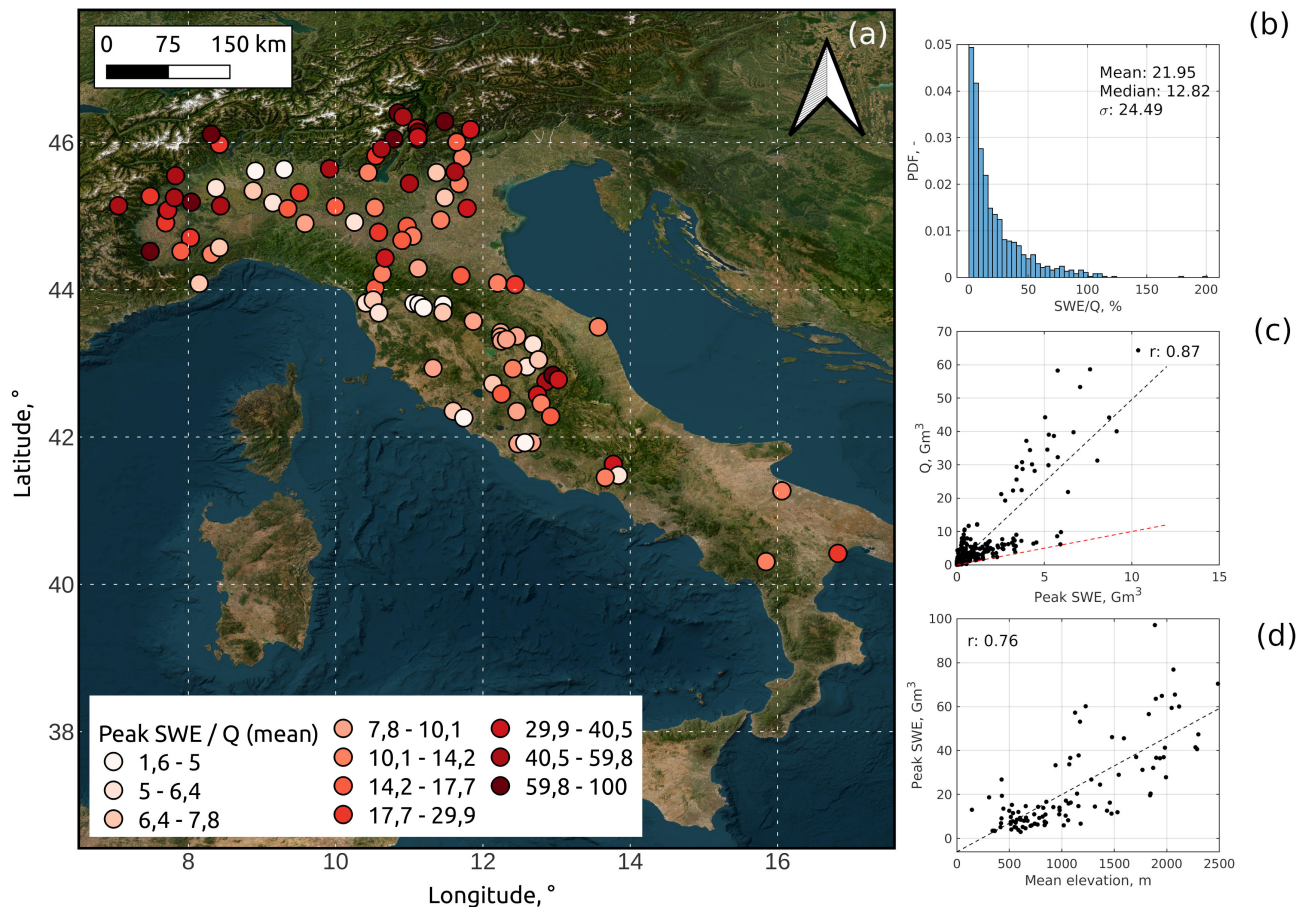 (a)
0 75 150 km
46
44
42
40
38
Latitude, °
8 10 12 14 16
Longitude, °
Peak SWE / Q (mean)
1,6 - 5
5 - 6,4
6,4 - 7,8
7,8 - 10,1
10,1 - 14,2
14,2 - 17,7
17,7 - 29,9
29,9 - 40,5
40,5 - 59,8
59,8 - 100
(b)
0.05
0.04
0.03
0.02
0.01
0
PDF, -
Mean: 21.95
Median: 12.82
σ: 24.49
0 50 100 150 200
SWE/Q, %
(c)
70
60
50
40
30
20
10
0
Q, Gm³
r: 0.87
0 5 10 15
Peak SWE, Gm³
(d)
100
80
60
40
20
0
Peak SWE, Gm³
r: 0.76
0 500 1000 1500 2000 2500
Mean elevation, m